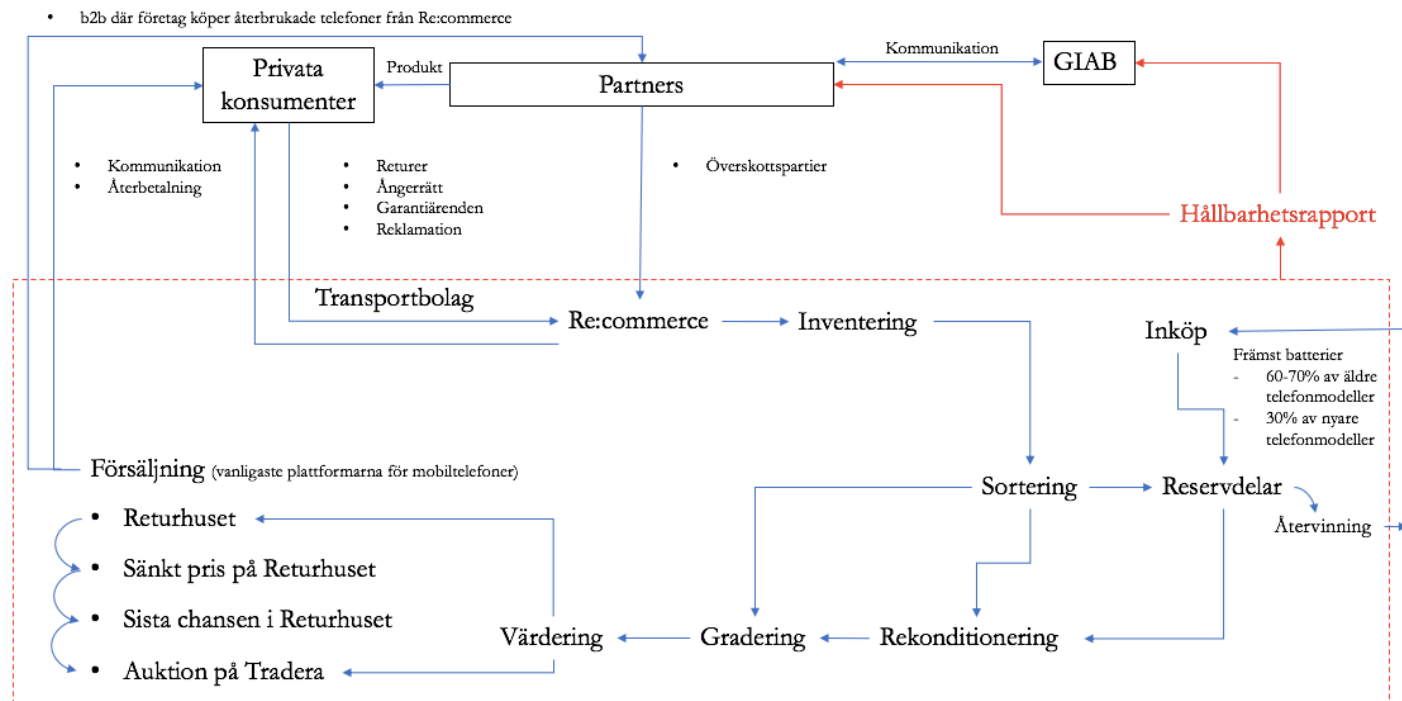 • b2b där företag köper återbrukade telefoner från Re:commerce
Privata
konsumenter
Produkt
Partners
Kommunikation
GIAB
• Kommunikation
• Återbetalning
• Returer
• Ångerrätt
• Garantiärenden
• Reklamation
• Överskottspartier
Hållbarhetsrapport
Transportbolag
Re:commerce
Inventering
Inköp
Främst batterier
- 60-70% av äldre
telefonmodeller
- 30% av nyare
telefonmodeller
Försäljning (vanligaste plattformarna för mobiltelefoner)
• Returhuset
• Sänkt pris på Returhuset
• Sista chansen i Returhuset
• Auktion på Tradera
Sortering
Reservdelar
Återvinning
Värdering
Gradering
Rekonditionering